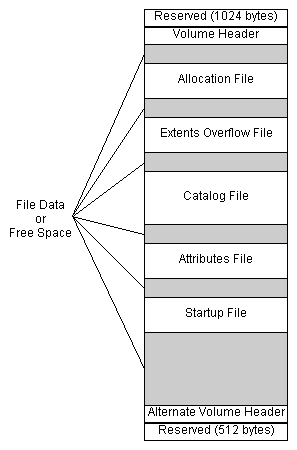 Reserved (1024 bytes)
Volume Header
Allocation File
Extents Overflow File
Catalog File
File Data
or
Free Space
Attributes File
Startup File
Alternate Volume Header
Reserved (512 bytes)